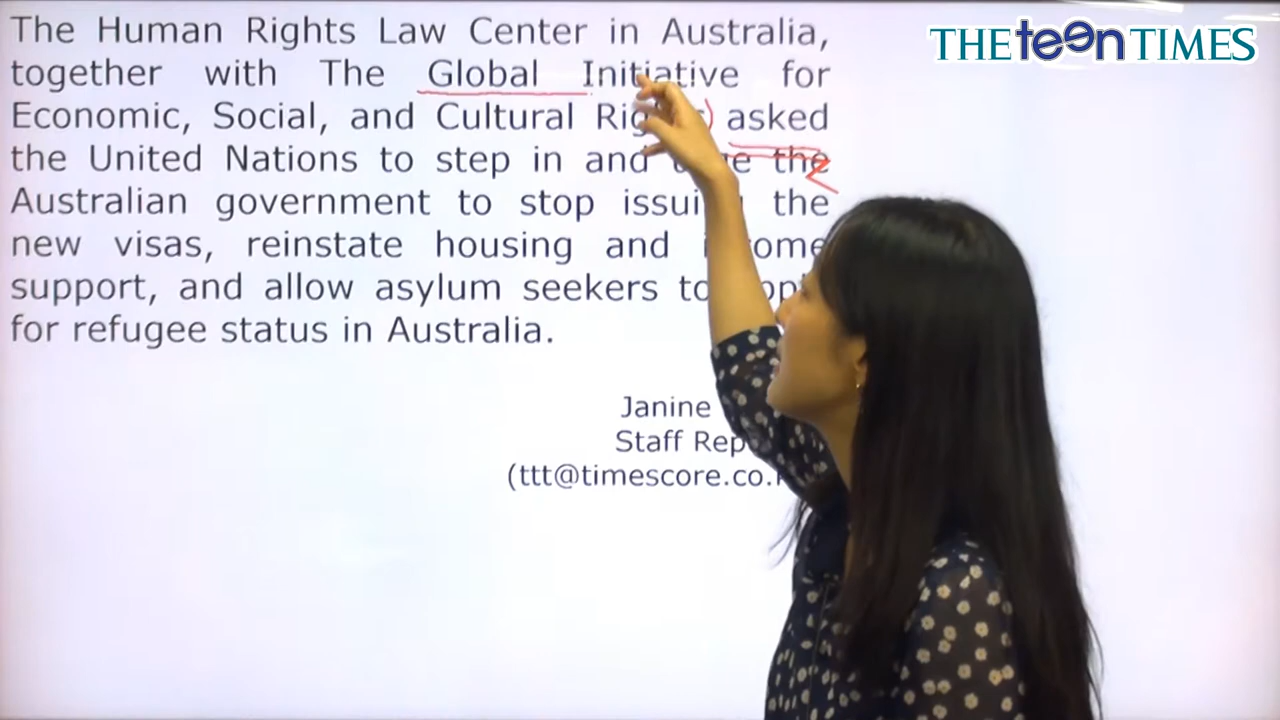 THE teen TIMES
The Human Rights Law Center in Australia,
together with The Global Initiative for
Economic, Social, and Cultural asked
the United Nations to step in and the
Australian government to stop the
new visas, reinstate housing and
support, and allow asylum seekers to
for refugee status in Australia.
Janine
Staff